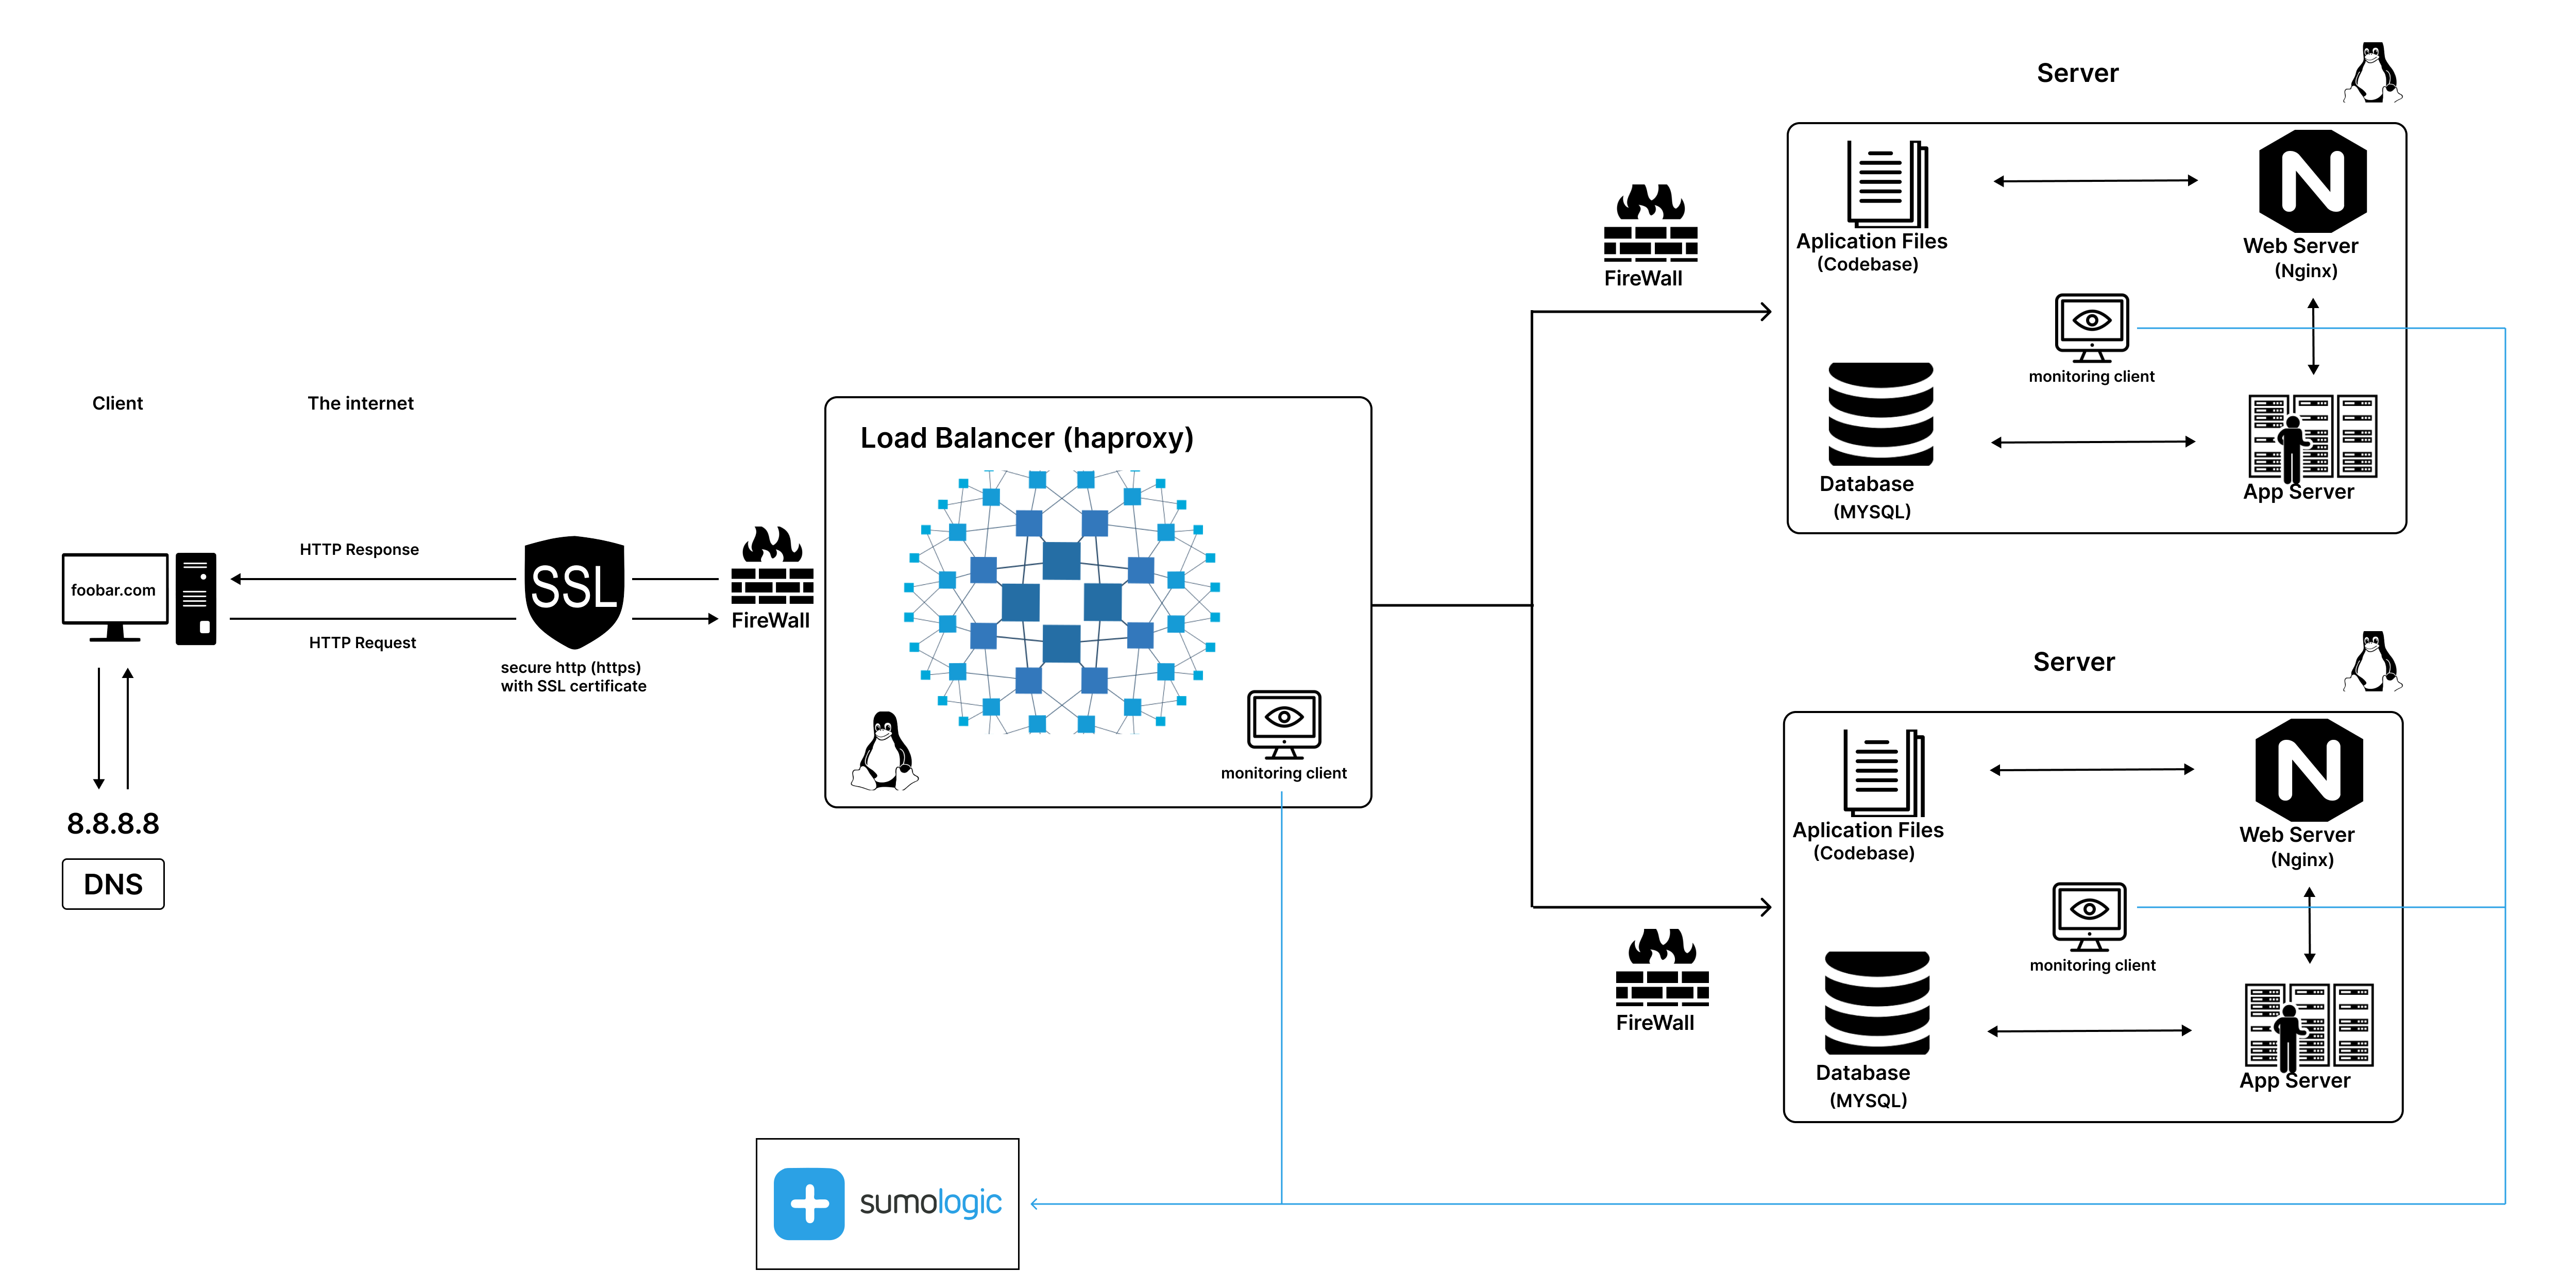 Client
The internet
foobar.com
HTTP Response
HTTP Request
8.8.8.8
DNS
SSL
secure http (https)
with SSL certificate
FireWall
Load Balancer (haproxy)
monitoring client
sumologic
FireWall
FireWall
Server
Aplication Files
(Codebase)
N
Web Server
(Nginx)
monitoring client
Database
(MYSQL)
App Server
Server
Aplication Files
(Codebase)
N
Web Server
(Nginx)
monitoring client
Database
(MYSQL)
App Server